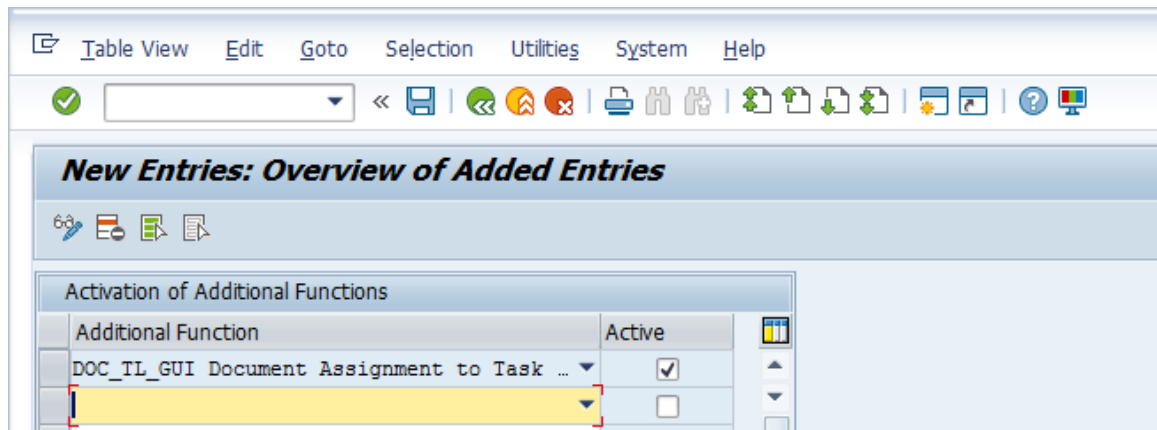 Table View Edit Goto Selection Utilities System Help
New Entries: Overview of Added Entries
Activation of Additional Functions
Additional Function Active
DOC_TL_GUI Document Assignment to Task …